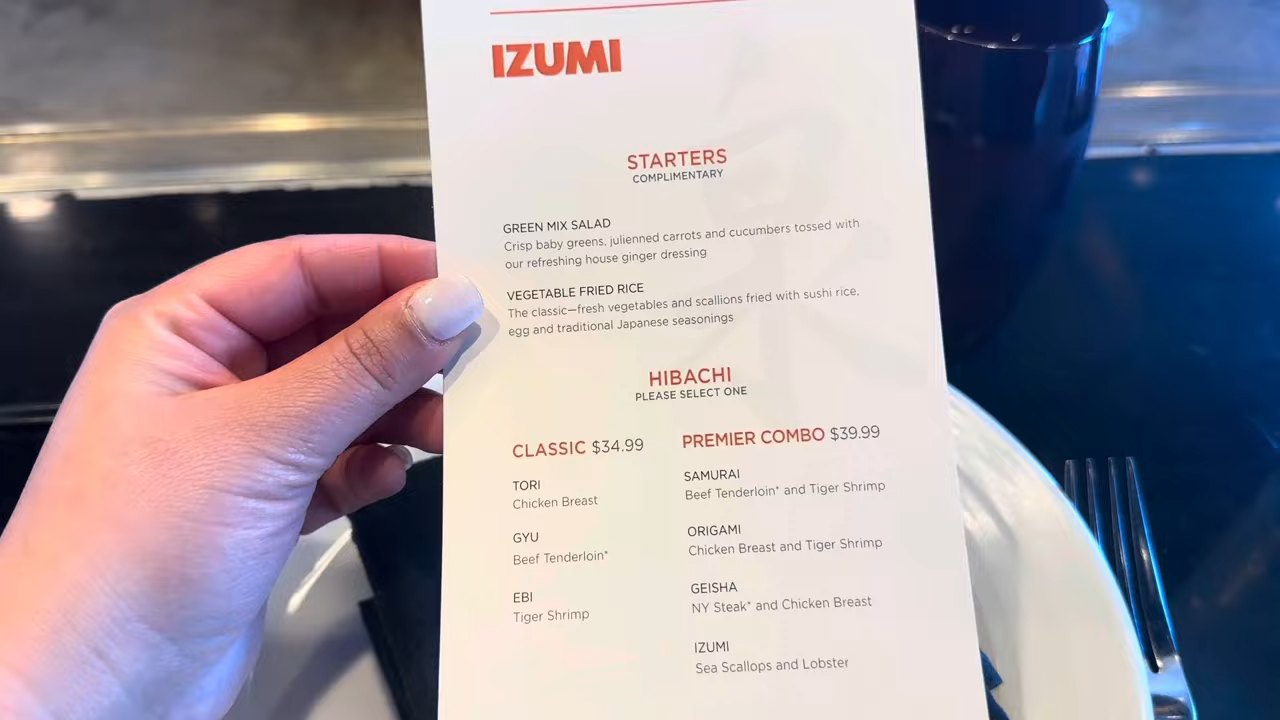 IZUMI
STARTERS
COMPLIMENTARY
GREEN MIX SALAD
Crisp baby greens, julienned carrots and cucumbers tossed with
our refreshing house ginger dressing
VEGETABLE FRIED RICE
The classic—fresh vegetables and scallions fried with sushi rice,
egg and traditional Japanese seasonings
HIBACHI
PLEASE SELECT ONE
CLASSIC $34.99
TORI
Chicken Breast
GYU
Beef Tenderloin*
EBI
Tiger Shrimp
PREMIER COMBO $39.99
SAMURAI
Beef Tenderloin* and Tiger Shrimp
ORIGAMI
Chicken Breast and Tiger Shrimp
GEISHA
NY Steak* and Chicken Breast
IZUMI
Sea Scallops and Lobster